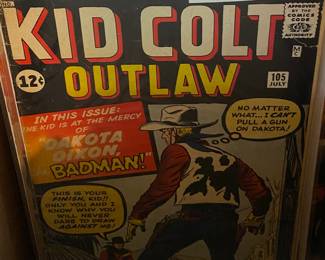 APPROVED
BY THE
COMICS
CODE
AUTHORITY
KID COLT
12¢
OUTLAW
MC
105
JULY
IN THIS ISSUE:
THE KID IS AT THE MERCY
OF
"DAKOTA
DIXON,
BADMAN!"
NO MATTER
WHAT... I CAN'T
PULL A GUN
ON DAKOTA!
THIS IS YOUR
FINISH, KID!!
ONLY YOU AND I
KNOW WHY YOU
WILL NEVER
DARE TO DRAW
AGAINST ME!